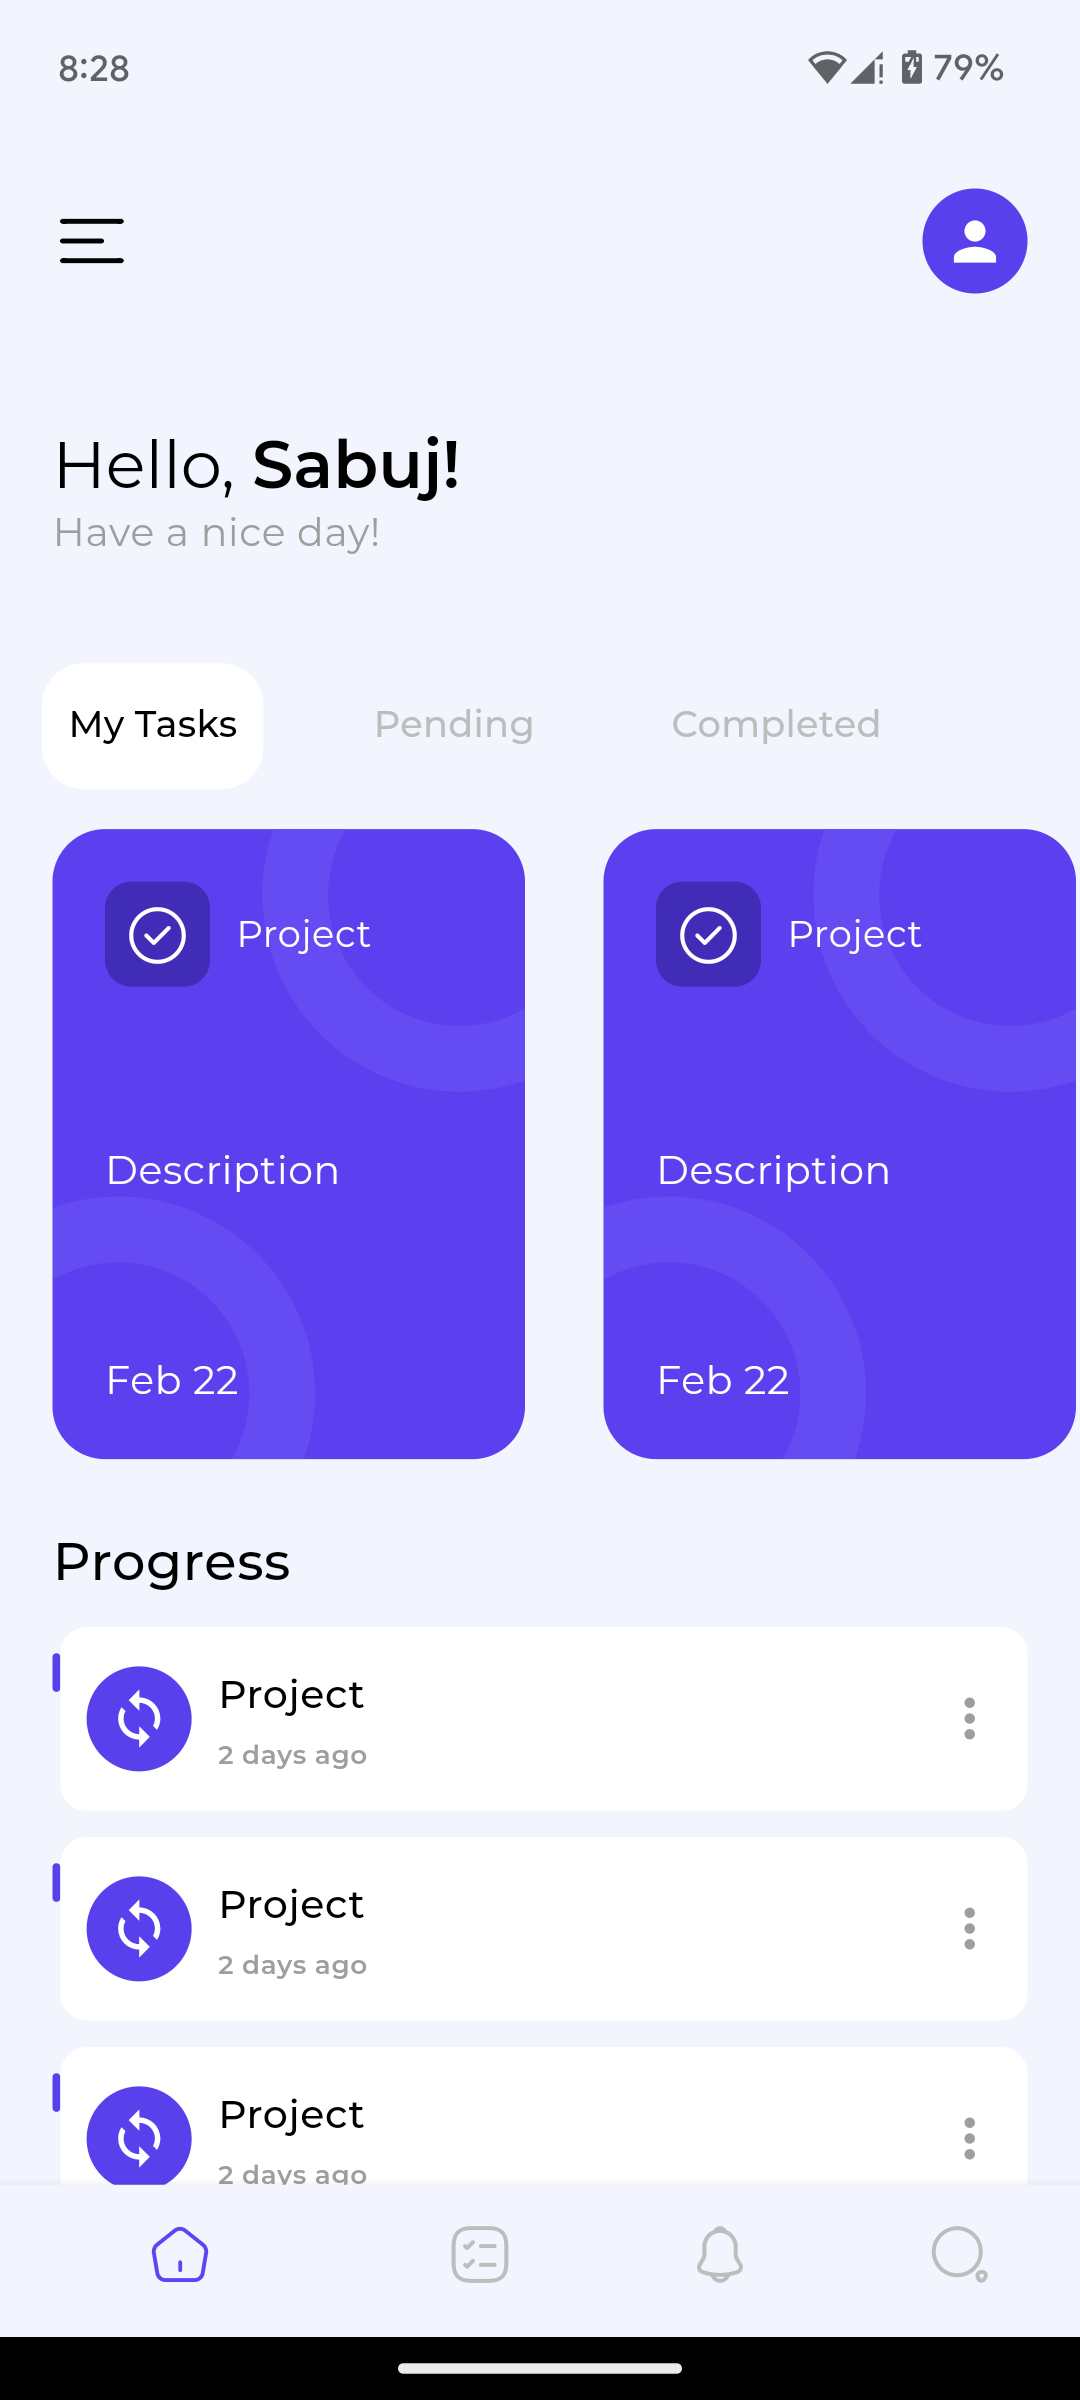 8:28
79%
Hello, Sabuj!
Have a nice day!
My Tasks
Pending
Completed
Project
Project
Description
Description
Feb 22
Feb 22
Progress
Project
2 days ago
Project
2 days ago
Project
2 days ago